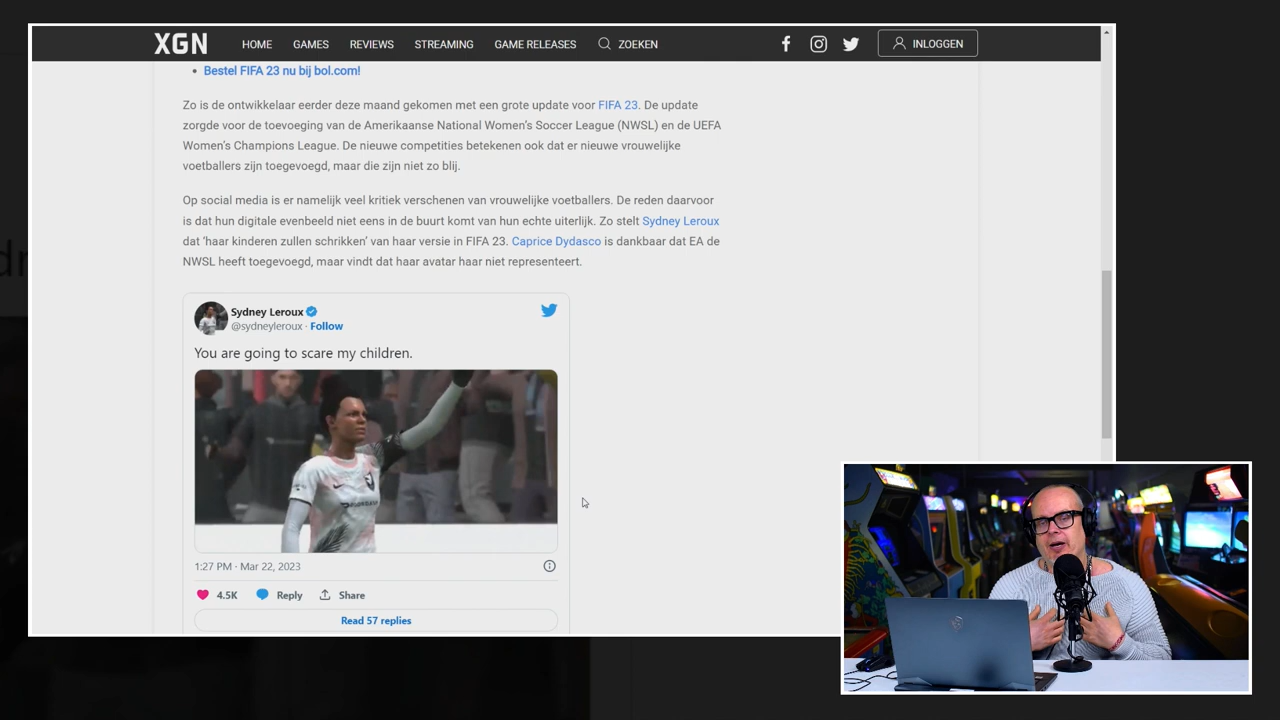 XGN
HOME GAMES REVIEWS STREAMING GAME RELEASES ZOEKEN INLOGGEN
• Bestel FIFA 23 nu bij bol.com!
Zo is de ontwikkelaar eerder deze maand gekomen met een grote update voor FIFA 23. De update
zorgde voor de toevoeging van de Amerikaanse National Women's Soccer League (NWSL) en de UEFA
Women's Champions League. De nieuwe competities betekenen ook dat er nieuwe vrouwelijke
voetballers zijn toegevoegd, maar die zijn niet zo blij.
Op social media is er namelijk veel kritiek verschenen van vrouwelijke voetballers. De reden daarvoor
is dat hun digitale evenbeeld niet eens in de buurt komt van hun echte uiterlijk. Zo stelt Sydney Leroux
dat ‘haar kinderen zullen schrikken’ van haar versie in FIFA 23. Caprice Dydasco is dankbaar dat EA de
NWSL heeft toegevoegd, maar vindt dat haar avatar haar niet representeert.
Sydney Leroux
@sydneyleroux · Follow
You are going to scare my children.
1:27 PM · Mar 22, 2023
4.5K Reply Share
Read 57 replies